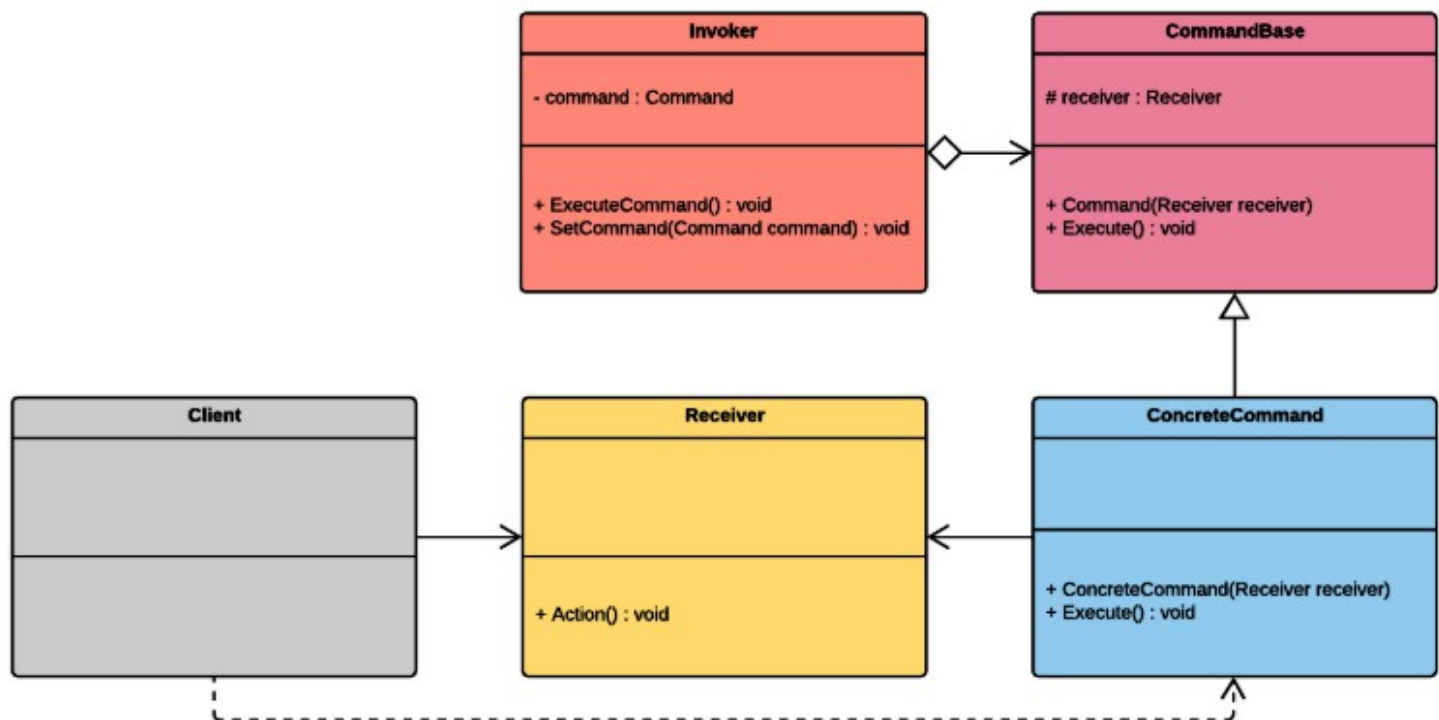 Invoker
- command : Command
+ ExecuteCommand() : void
+ SetCommand(Command command) : void
CommandBase
# receiver : Receiver
+ Command(Receiver receiver)
+ Execute() : void
Client
Receiver
+ Action() : void
ConcreteCommand
+ ConcreteCommand(Receiver receiver)
+ Execute() : void